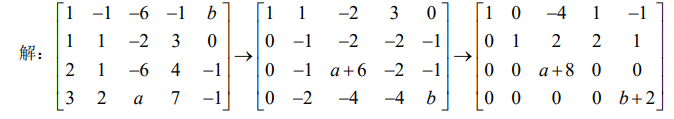 解: [1 −1 −6 −1 b] → [1 1 −2 3 0] → [1 0 −4 1 −1]
[1 1 −2 3 0] [0 −1 −2 −2 −1] [0 1 2 2 1]
[2 1 −6 4 −1] [0 −1 a+6 −2 −1] [0 0 a+8 0 0]
[3 2 a 7 −1] [0 −2 −4 −4 b] [0 0 0 0 b+2]